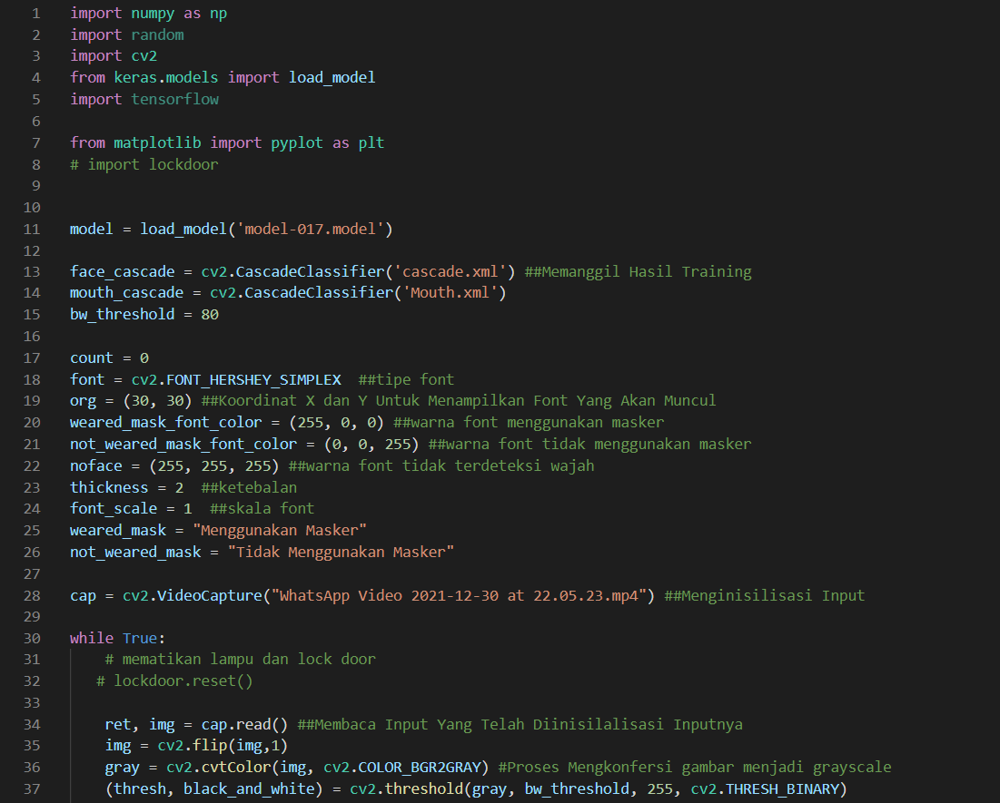 1 import numpy as np
2 import random
3 import cv2
4 from keras.models import load_model
5 import tensorflow
6
7 from matplotlib import pyplot as plt
8 # import lockdoor
9
10
11 model = load_model('model-017.model')
12
13 face_cascade = cv2.CascadeClassifier('cascade.xml') ##Memanggil Hasil Training
14 mouth_cascade = cv2.CascadeClassifier('Mouth.xml')
15 bw_threshold = 80
16
17 count = 0
18 font = cv2.FONT_HERSHEY_SIMPLEX  ##tipe font
19 org = (30, 30) ##Koordinat X dan Y Untuk Menampilkan Font Yang Akan Muncul
20 weared_mask_font_color = (255, 0, 0) ##warna font menggunakan masker
21 not_weared_mask_font_color = (0, 0, 255) ##warna font tidak menggunakan masker
22 noface = (255, 255, 255) ##warna font tidak terdeteksi wajah
23 thickness = 2  ##ketebalan
24 font_scale = 1  ##skala font
25 weared_mask = "Menggunakan Masker"
26 not_weared_mask = "Tidak Menggunakan Masker"
27
28 cap = cv2.VideoCapture("WhatsApp Video 2021-12-30 at 22.05.23.mp4") ##Menginisilisasi Input
29
30 while True:
31     # mematikan lampu dan lock door
32    # lockdoor.reset()
33
34     ret, img = cap.read() ##Membaca Input Yang Telah Diinisilalisasi Inputnya
35     img = cv2.flip(img,1)
36     gray = cv2.cvtColor(img, cv2.COLOR_BGR2GRAY) #Proses Mengkonfersi gambar menjadi grayscale
37     (thresh, black_and_white) = cv2.threshold(gray, bw_threshold, 255, cv2.THRESH_BINARY)